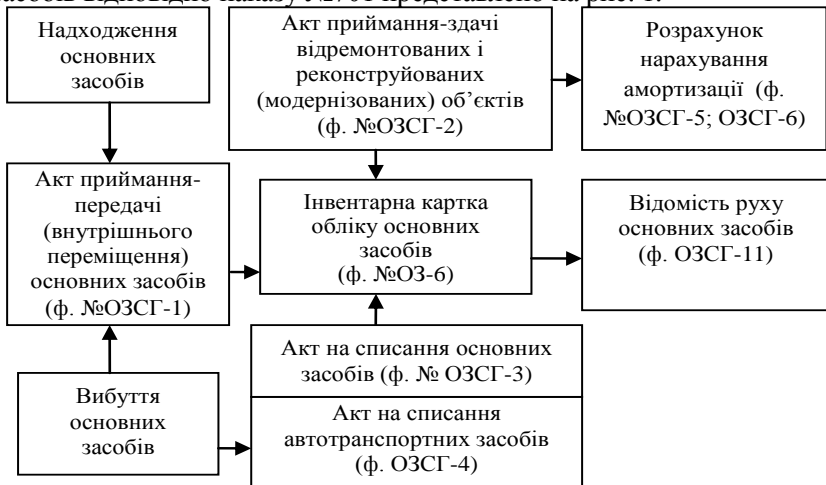 засобів відповідно наказу №701 представлено на рис. 1.
Надходження
основних
засобів
Акт приймання-здачі
відремонтованих і
реконструйованих
(модернізованих) об’єктів
(ф. №ОЗСГ-2)
Розрахунок
нарахування
амортизації (ф.
№ОЗСГ-5; ОЗСГ-6)
Акт приймання-
передачі
(внутрішнього
переміщення)
основних засобів
(ф. №ОЗСГ-1)
Інвентарна картка
обліку основних
засобів
(ф. №ОЗ-6)
Відомість руху
основних засобів
(ф. ОЗСГ-11)
Вибуття
основних
засобів
Акт на списання основних
засобів (ф. № ОЗСГ-3)
Акт на списання
автотранспортних засобів
(ф. ОЗСГ-4)